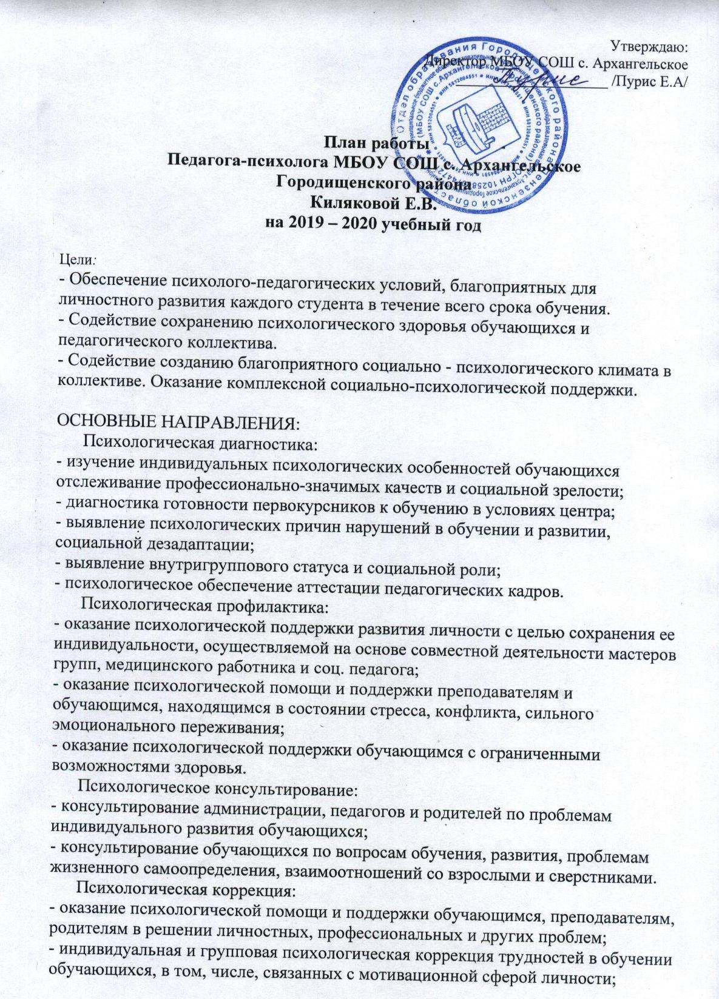 Утверждаю:
Директор МБОУ СОШ с. Архангельское
Пурис /Пурис Е.А/
План работы
Педагога-психолога МБОУ СОШ с. Архангельское
Городищенского района
Киляковой Е.В.
на 2019 – 2020 учебный год
Цели:
- Обеспечение психолого-педагогических условий, благоприятных для
личностного развития каждого студента в течение всего срока обучения.
- Содействие сохранению психологического здоровья обучающихся и
педагогического коллектива.
- Содействие созданию благоприятного социально - психологического климата в
коллективе. Оказание комплексной социально-психологической поддержки.
ОСНОВНЫЕ НАПРАВЛЕНИЯ:
Психологическая диагностика:
- изучение индивидуальных психологических особенностей обучающихся
отслеживание профессионально-значимых качеств и социальной зрелости;
- диагностика готовности первокурсников к обучению в условиях центра;
- выявление психологических причин нарушений в обучении и развитии,
социальной дезадаптации;
- выявление внутригруппового статуса и социальной роли;
- психологическое обеспечение аттестации педагогических кадров.
Психологическая профилактика:
- оказание психологической поддержки развития личности с целью сохранения ее
индивидуальности, осуществляемой на основе совместной деятельности мастеров
групп, медицинского работника и соц. педагога;
- оказание психологической помощи и поддержки преподавателям и
обучающимся, находящимся в состоянии стресса, конфликта, сильного
эмоционального переживания;
- оказание психологической поддержки обучающимся с ограниченными
возможностями здоровья.
Психологическое консультирование:
- консультирование администрации, педагогов и родителей по проблемам
индивидуального развития обучающихся;
- консультирование обучающихся по вопросам обучения, развития, проблемам
жизненного самоопределения, взаимоотношений со взрослыми и сверстниками.
Психологическая коррекция:
- оказание психологической помощи и поддержки обучающимся, преподавателям,
родителям в решении личностных, профессиональных и других проблем;
- индивидуальная и групповая психологическая коррекция трудностей в обучении
обучающихся, в том, числе, связанных с мотивационной сферой личности;
Отдел образования Городищенского района Пензенской области
(МБОУ СОШ с.Архангельское Городищенского района)
ИНН 5812004551